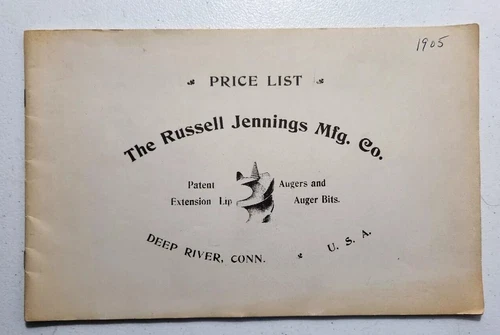 1905
PRICE LIST
The Russell Jennings Mfg. Co.
Patent Augers and
Extension Lip Auger Bits.
DEEP RIVER, CONN. U. S. A.